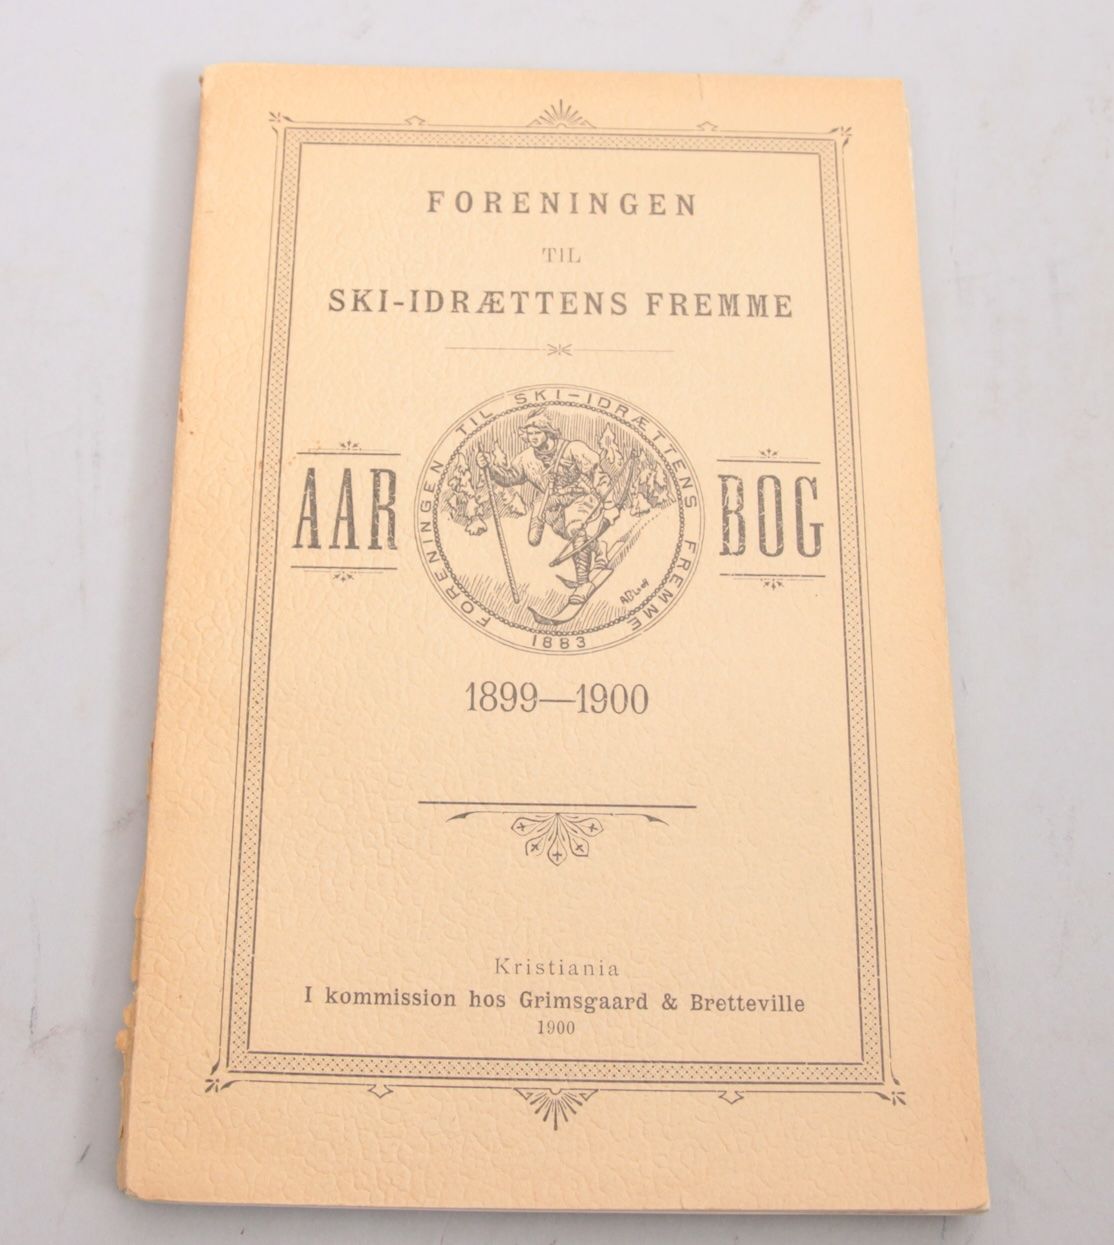 FORENINGEN
TIL
SKI-IDRÆTTENS FREMME
AAR BOG
FORENINGEN TIL SKI-IDRÆTTENS FREMME
1883
1899—1900
Kristiania
I kommission hos Grimsgaard & Bretteville
1900